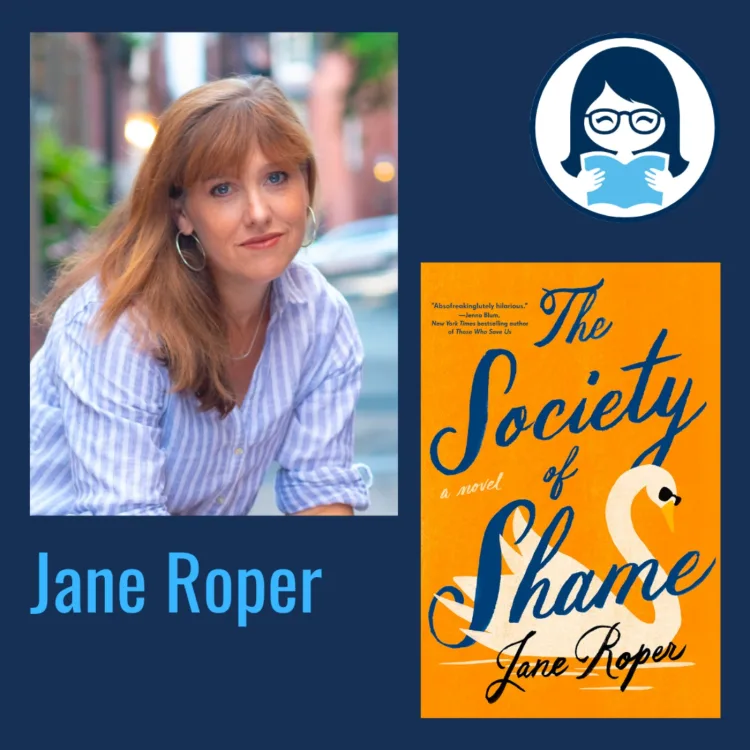 Jane Roper
"Absofreakinglutely hilarious."
—Jenna Blum,
New York Times bestselling author
of Those Who Save Us
The
Society
of
a novel
Shame
Jane Roper